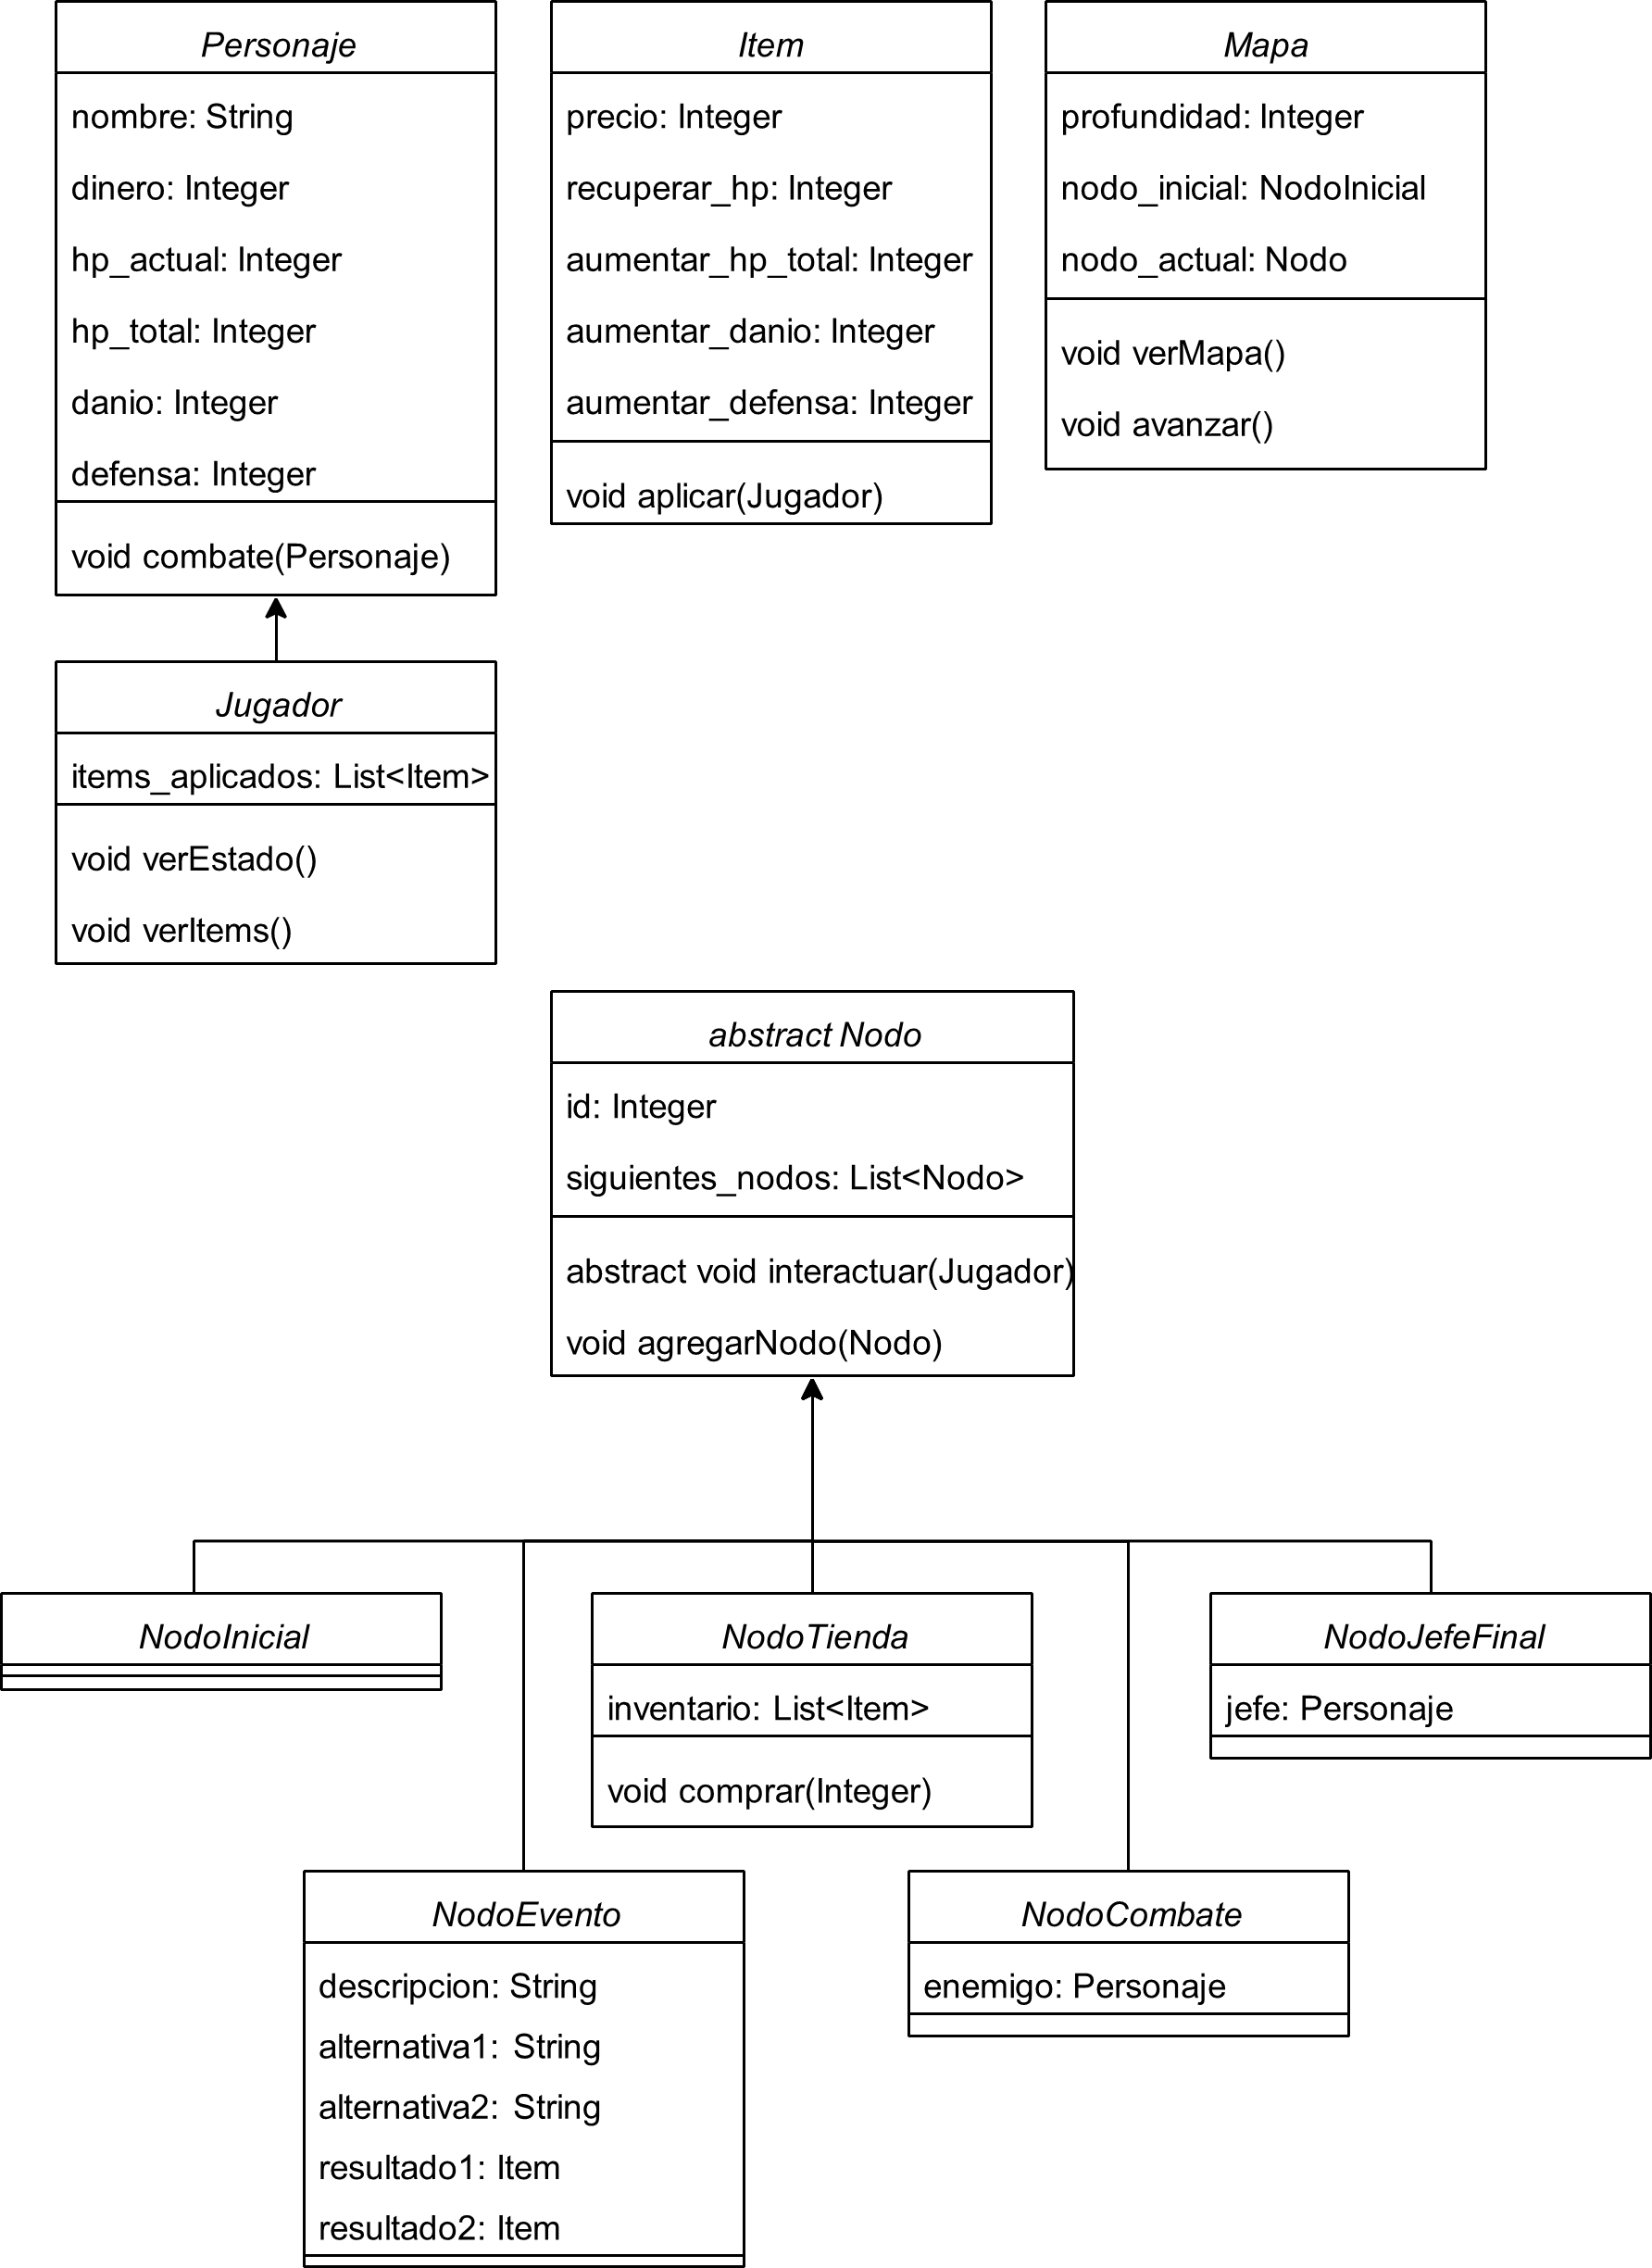 Personaje
nombre: String
dinero: Integer
hp_actual: Integer
hp_total: Integer
danio: Integer
defensa: Integer
void combate(Personaje)
Item
precio: Integer
recuperar_hp: Integer
aumentar_hp_total: Integer
aumentar_danio: Integer
aumentar_defensa: Integer
void aplicar(Jugador)
Mapa
profundidad: Integer
nodo_inicial: NodoInicial
nodo_actual: Nodo
void verMapa()
void avanzar()
Jugador
items_aplicados: List<Item>
void verEstado()
void verItems()
abstract Nodo
id: Integer
siguientes_nodos: List<Nodo>
abstract void interactuar(Jugador)
void agregarNodo(Nodo)
NodoInicial
NodoTienda
inventario: List<Item>
void comprar(Integer)
NodoJefeFinal
jefe: Personaje
NodoEvento
descripcion: String
alternativa1: String
alternativa2: String
resultado1: Item
resultado2: Item
NodoCombate
enemigo: Personaje